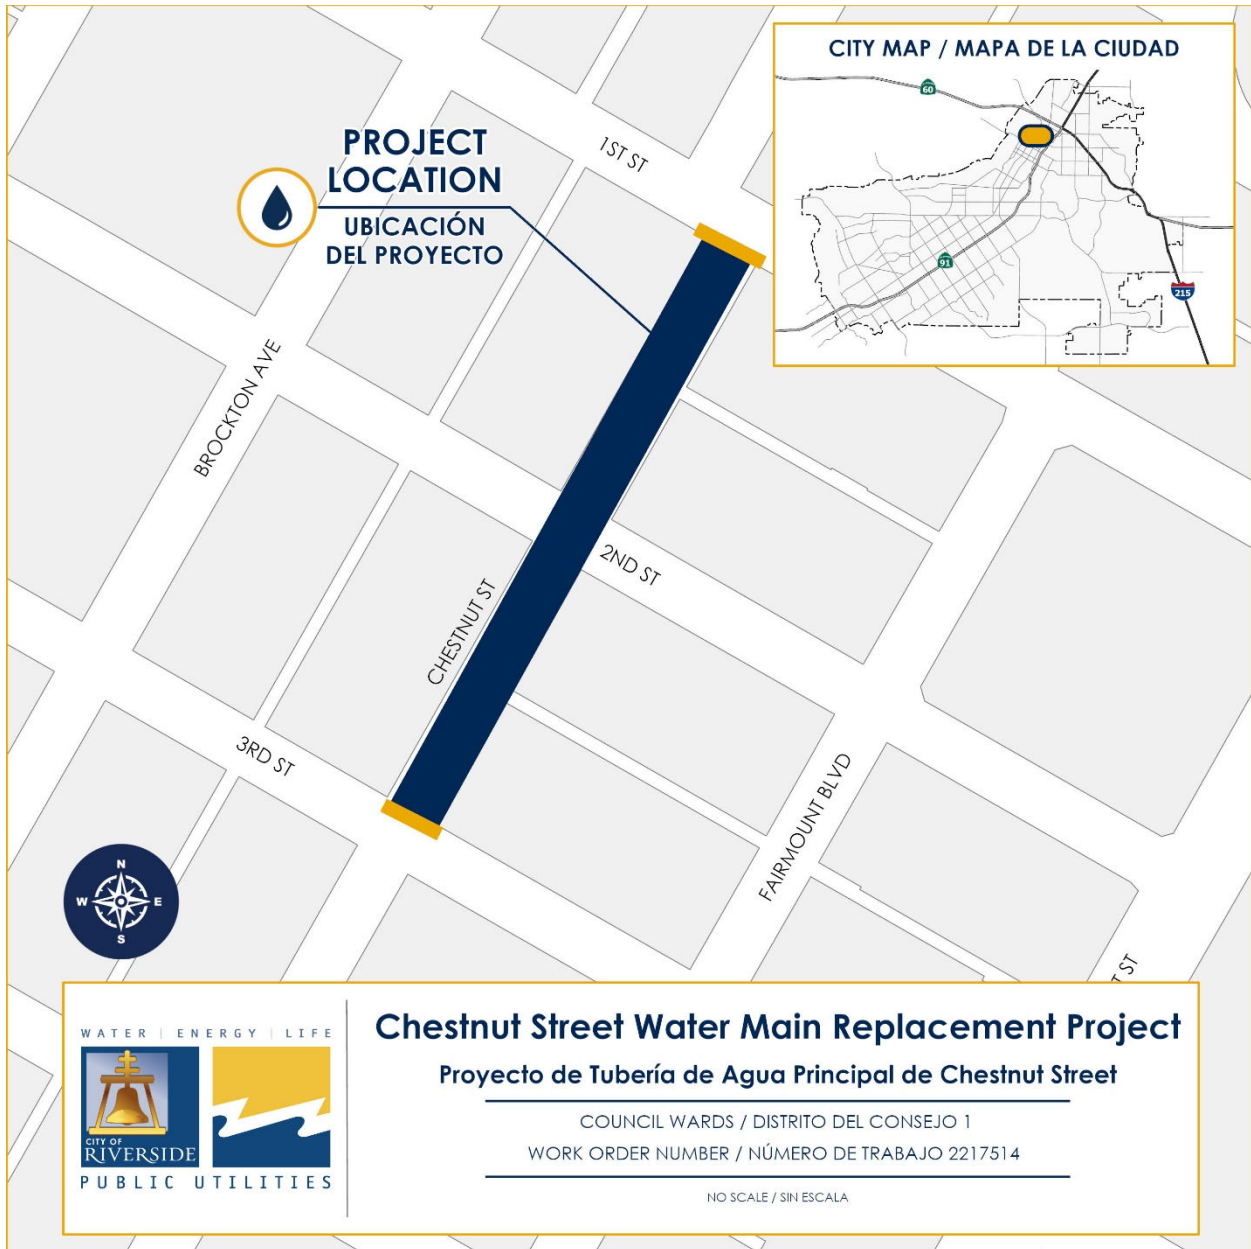 CITY MAP / MAPA DE LA CIUDAD
60
91
215
PROJECT
LOCATION
UBICACIÓN
DEL PROYECTO
1ST ST
BROCKTON AVE
2ND ST
CHESTNUT ST
3RD ST
FAIRMOUNT BLVD
T ST
N
W E
S
WATER | ENERGY | LIFE
CITY OF
RIVERSIDE
PUBLIC UTILITIES
Chestnut Street Water Main Replacement Project
Proyecto de Tubería de Agua Principal de Chestnut Street
COUNCIL WARDS / DISTRITO DEL CONSEJO 1
WORK ORDER NUMBER / NÚMERO DE TRABAJO 2217514
NO SCALE / SIN ESCALA